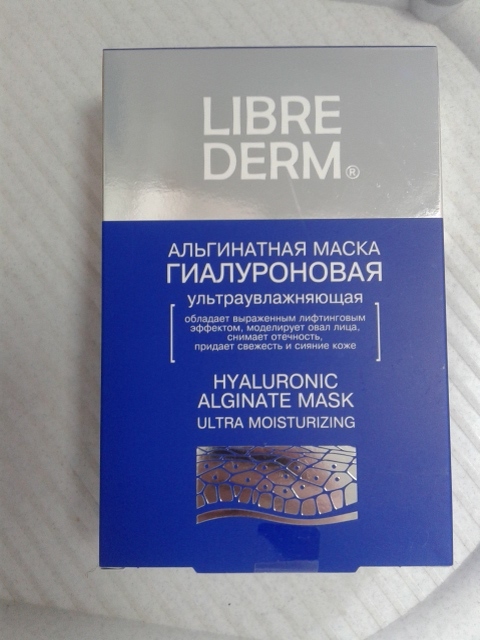 LIBRE
DERM®
АЛЬГИНАТНАЯ МАСКА
ГИАЛУРОНОВАЯ
ультраувлажняющая
обладает выраженным лифтинговым
эффектом, моделирует овал лица,
снимает отечность,
придает свежесть и сияние коже
HYALURONIC
ALGINATE MASK
ULTRA MOISTURIZING